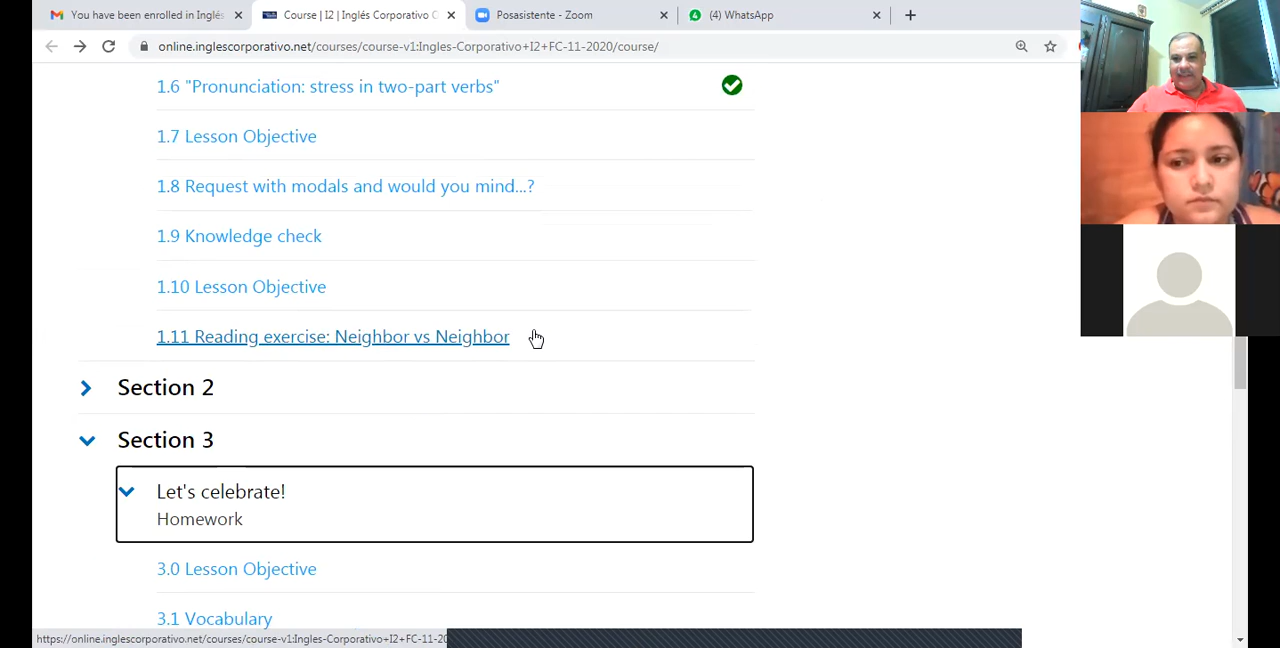 You have been enrolled in Inglés
Course | I2 | Inglés Corporativo C
Posasistente - Zoom
(4) WhatsApp
online.inglescorporativo.net/courses/course-v1:Ingles-Corporativo+I2+FC-11-2020/course/
1.6 "Pronunciation: stress in two-part verbs"
1.7 Lesson Objective
1.8 Request with modals and would you mind...?
1.9 Knowledge check
1.10 Lesson Objective
1.11 Reading exercise: Neighbor vs Neighbor
Section 2
Section 3
Let's celebrate!
Homework
3.0 Lesson Objective
3.1 Vocabulary
https://online.inglescorporativo.net/courses/course-v1:Ingles-Corporativo+I2+FC-11-20